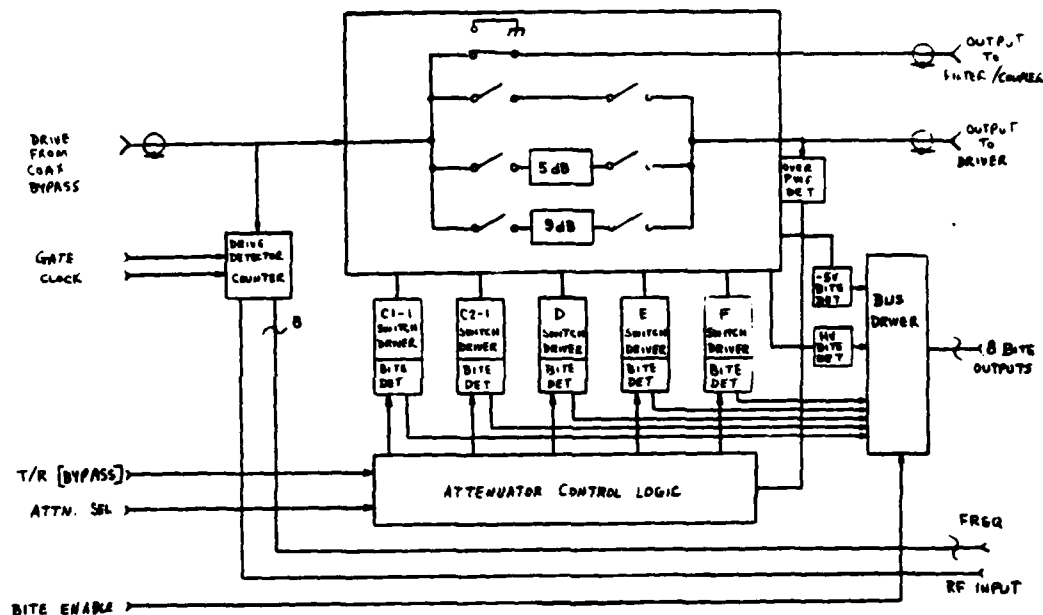 OUTPUT
TO
FILTER/COUPLER
DRIVE
FROM
COAX
BYPASS
OUTPUT
TO
DRIVER
5dB
9dB
OVER
PWR
DET
GATE
CLOCK
DRIVE
DETECTOR
COUNTER
8
C1-1
SWITCH
DRIVER
BITE
DET
C2-1
SWITCH
DRIVER
BITE
DET
D
SWITCH
DRIVER
BITE
DET
E
SWITCH
DRIVER
BITE
DET
F
SWITCH
DRIVER
BITE
DET
-5V
BITE
DET
HV
BITE
DET
BUS
DRIVER
8 BITE
OUTPUTS
T/R [BYPASS]
ATTN. SEL
ATTENUATOR CONTROL LOGIC
FREQ
RF INPUT
BITE ENABLE